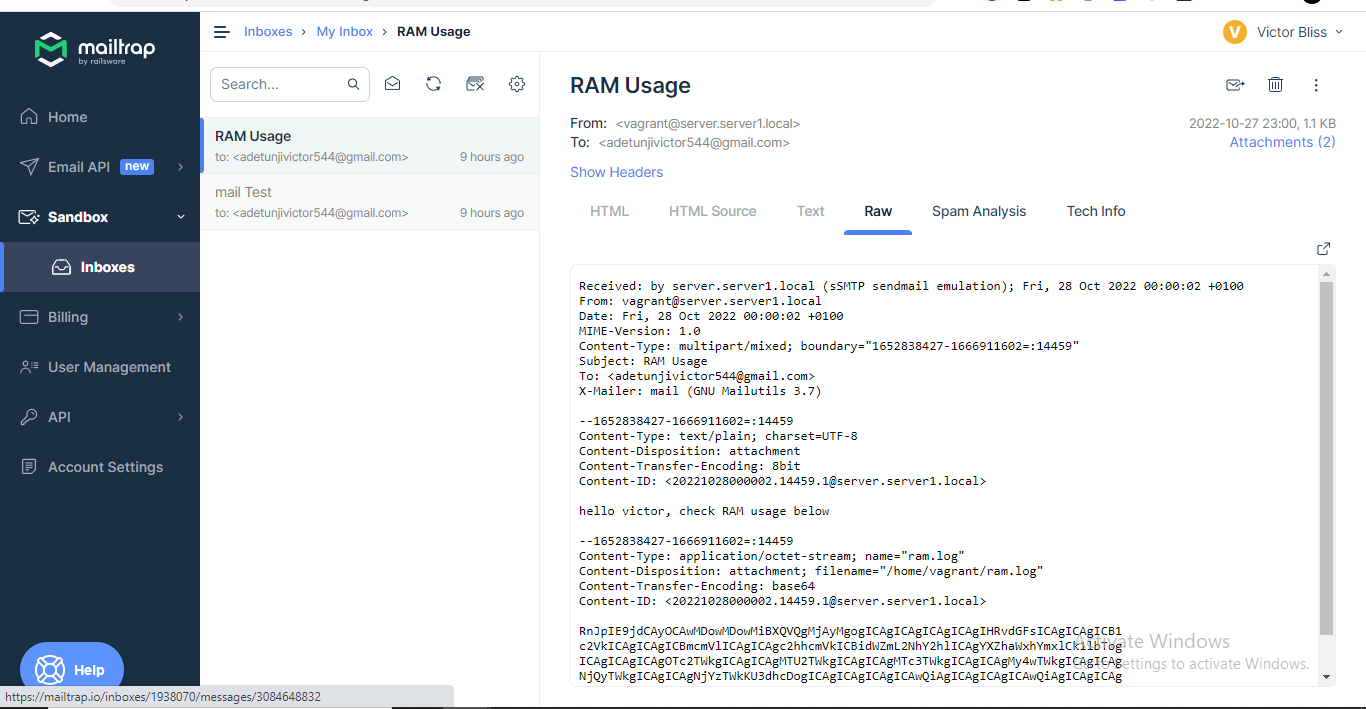 mailtrap
by railsware
Home
Email API new
Sandbox
Inboxes
Billing
User Management
API
Account Settings
Help
https://mailtrap.io/inboxes/1938070/messages/3084648832
Inboxes › My Inbox › RAM Usage
V Victor Bliss
Search...
RAM Usage
to: <adetunjivictor544@gmail.com> 9 hours ago
mail Test
to: <adetunjivictor544@gmail.com> 9 hours ago
RAM Usage
From: <vagrant@server.server1.local> 2022-10-27 23:00, 1.1 KB
To: <adetunjivictor544@gmail.com> Attachments (2)
Show Headers
HTML HTML Source Text Raw Spam Analysis Tech Info
Received: by server.server1.local (sSMTP sendmail emulation); Fri, 28 Oct 2022 00:00:02 +0100
From: vagrant@server.server1.local
Date: Fri, 28 Oct 2022 00:00:02 +0100
MIME-Version: 1.0
Content-Type: multipart/mixed; boundary="1652838427-1666911602=:14459"
Subject: RAM Usage
To: <adetunjivictor544@gmail.com>
X-Mailer: mail (GNU Mailutils 3.7)
--1652838427-1666911602=:14459
Content-Type: text/plain; charset=UTF-8
Content-Disposition: attachment
Content-Transfer-Encoding: 8bit
Content-ID: <20221028000002.14459.1@server.server1.local>
hello victor, check RAM usage below
--1652838427-1666911602=:14459
Content-Type: application/octet-stream; name="ram.log"
Content-Disposition: attachment; filename="/home/vagrant/ram.log"
Content-Transfer-Encoding: base64
Content-ID: <20221028000002.14459.1@server.server1.local>
Activate Windows
Go to Settings to activate Windows.